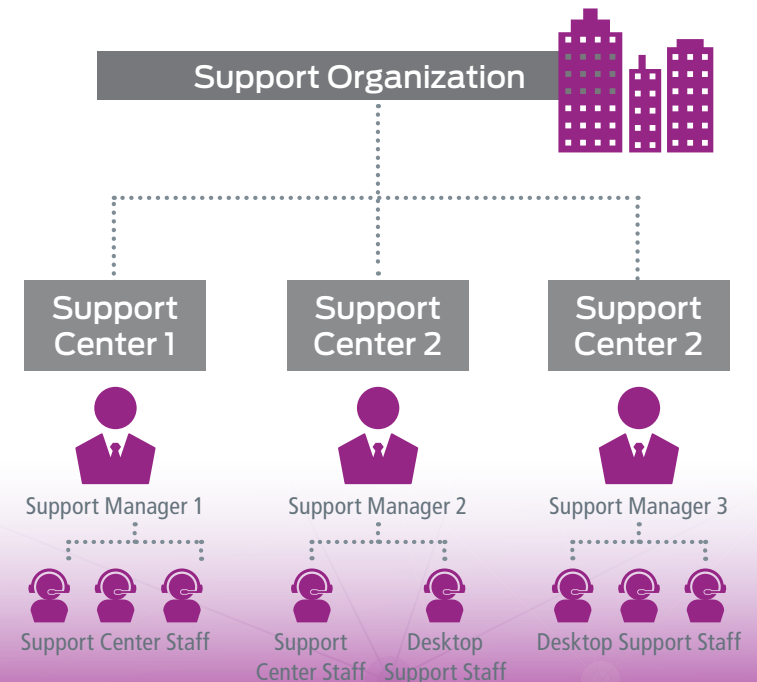 Support Organization
Support
Center 1
Support
Center 2
Support
Center 2
Support Manager 1
Support Manager 2
Support Manager 3
Support Center Staff
Support
Center Staff
Desktop
Support Staff
Desktop Support Staff